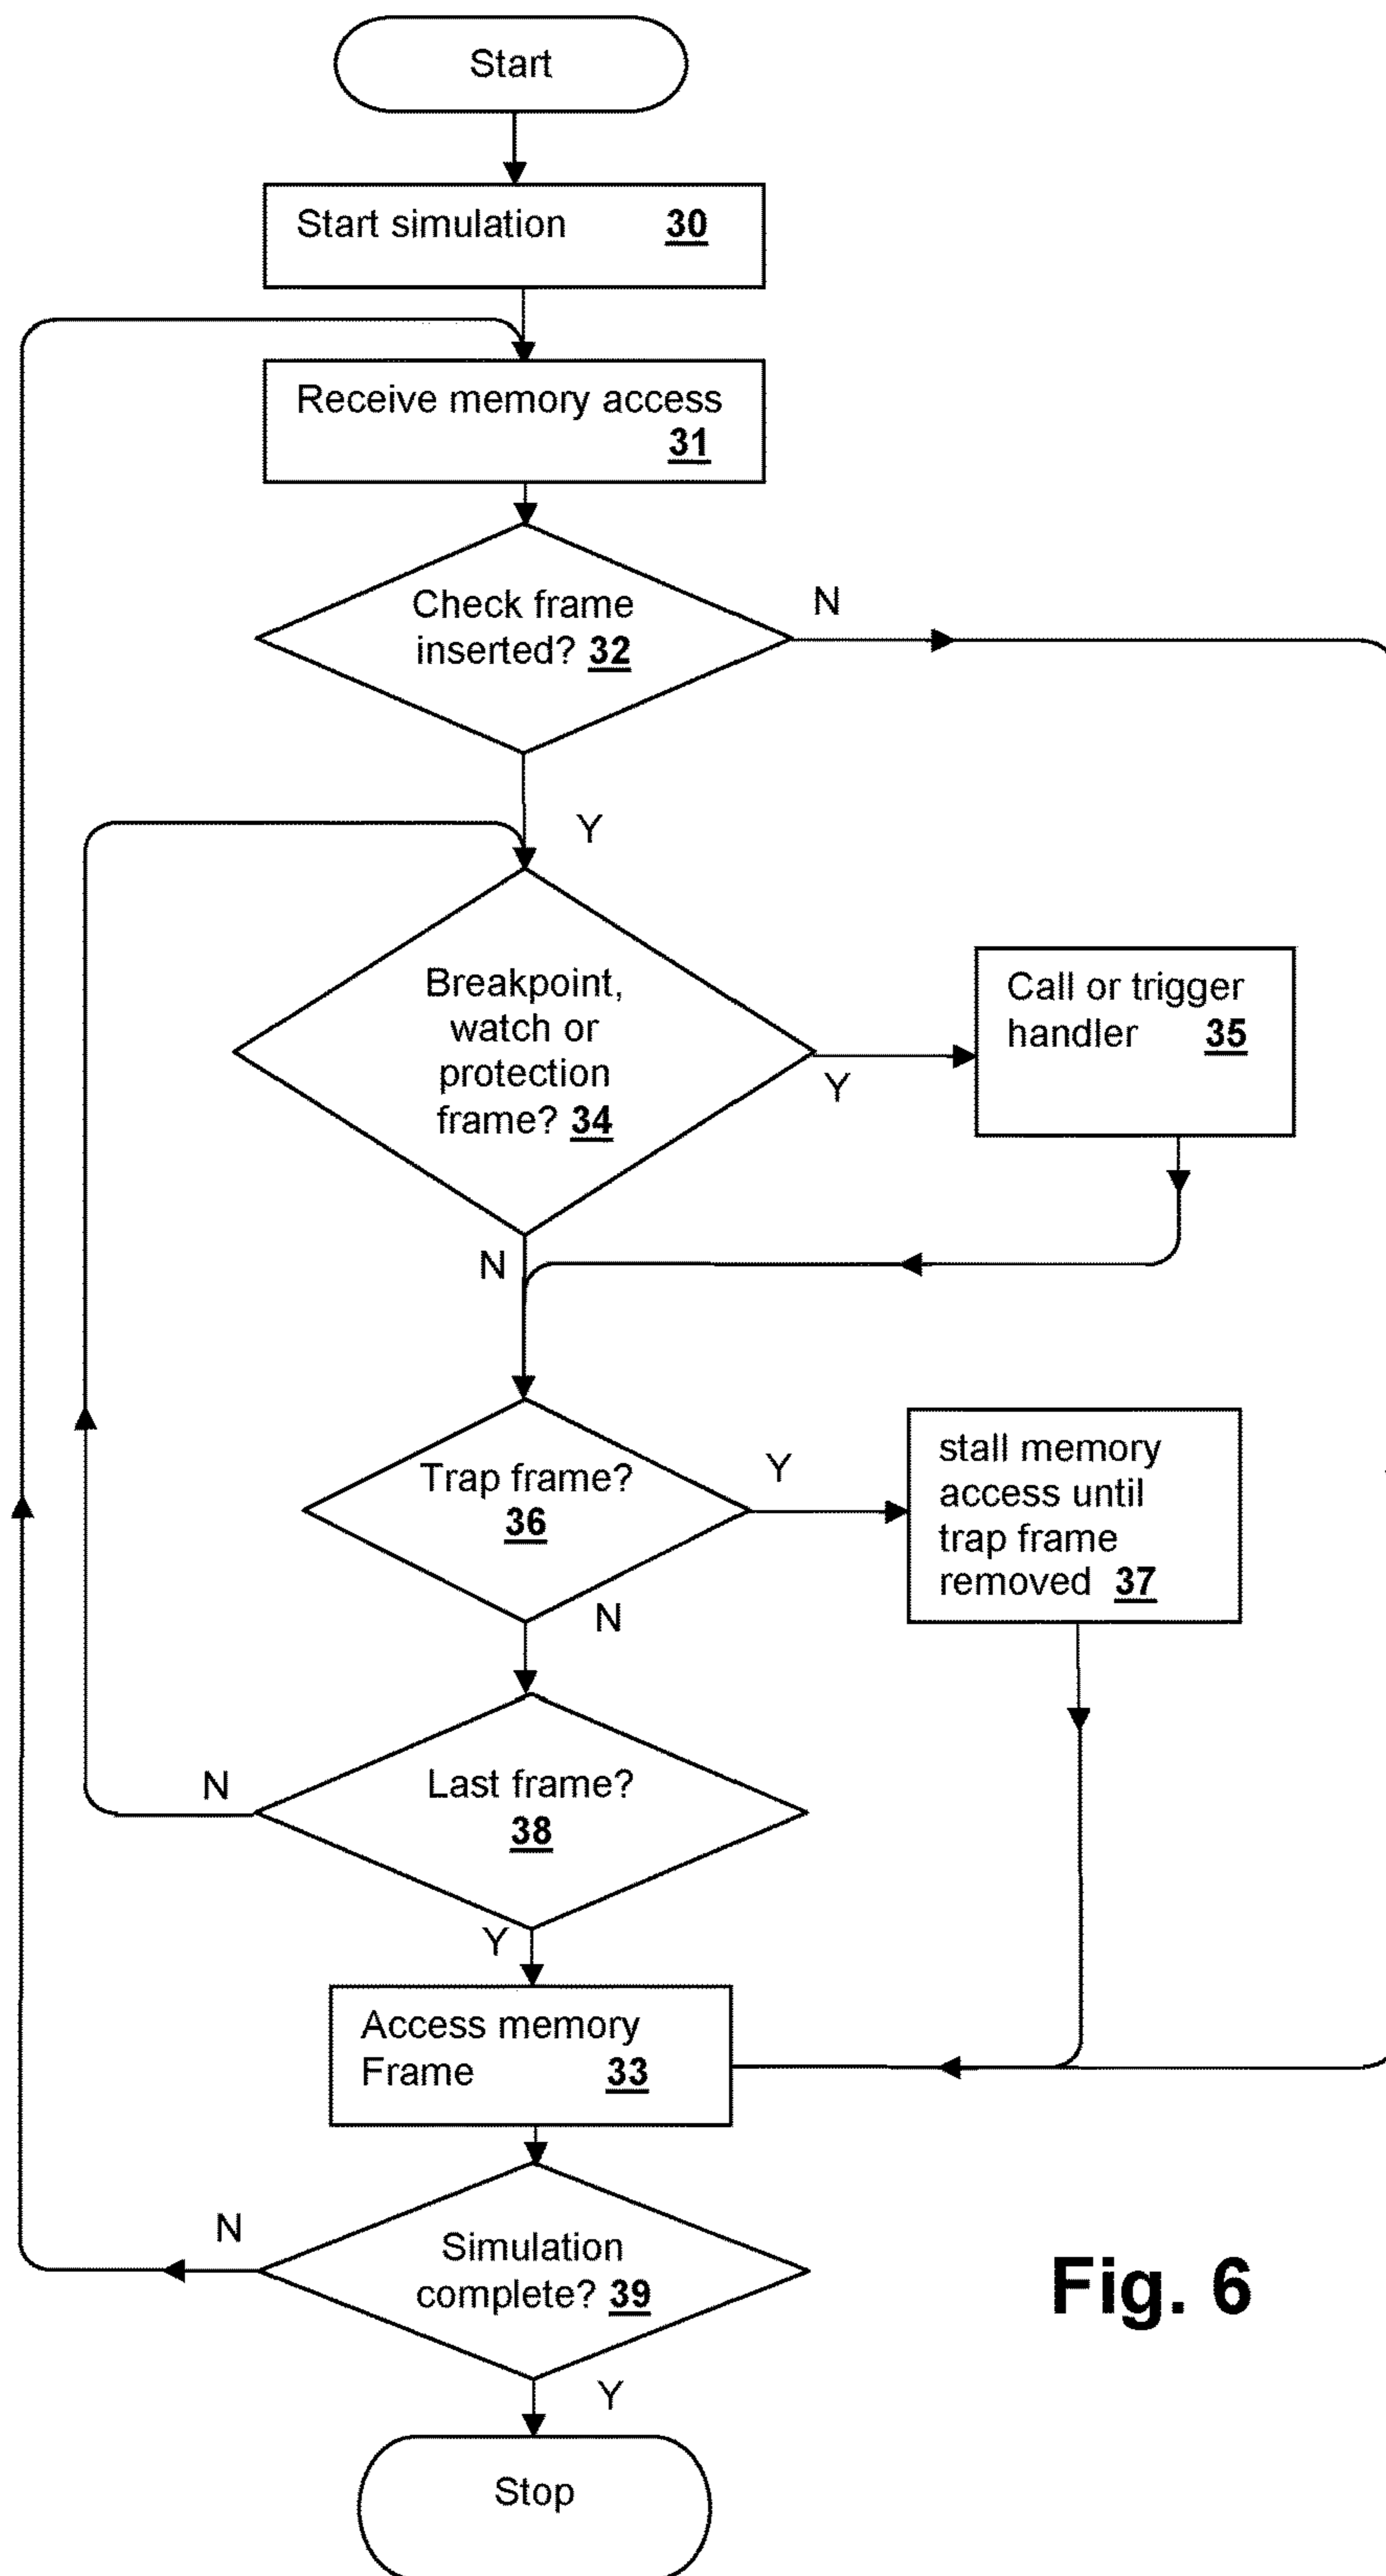 Start
Start simulation 30
Receive memory access
31
Check frame
inserted? 32
N
Y
Breakpoint,
watch or
protection
frame? 34
Y
Call or trigger
handler 35
N
Trap frame?
36
Y
stall memory
access until
trap frame
removed 37
N
Last frame?
38
N
Y
Access memory
Frame 33
Simulation
complete? 39
N
Y
Fig. 6
Stop